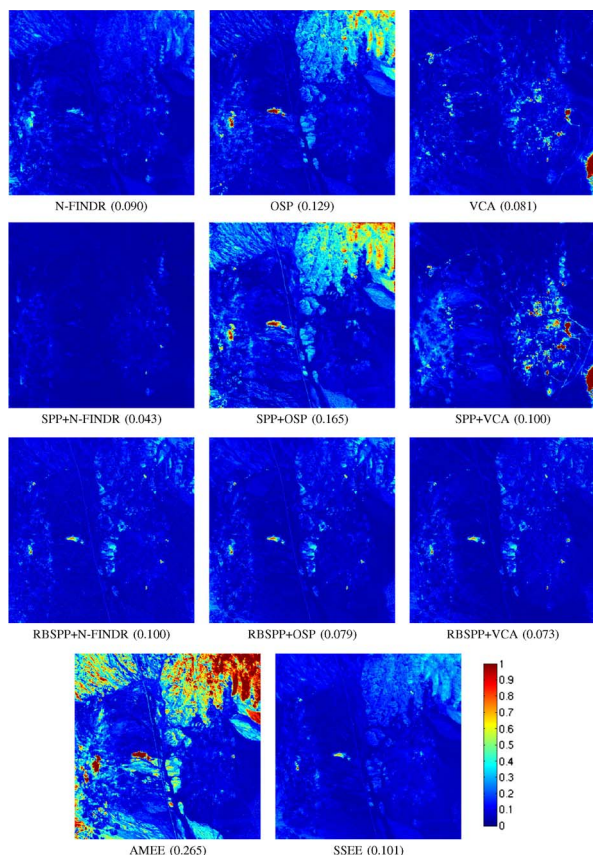 N-FINDR (0.090)
OSP (0.129)
VCA (0.081)
SPP+N-FINDR (0.043)
SPP+OSP (0.165)
SPP+VCA (0.100)
RBSPP+N-FINDR (0.100)
RBSPP+OSP (0.079)
RBSPP+VCA (0.073)
1
0.9
0.8
0.7
0.6
0.5
0.4
0.3
0.2
0.1
0
AMEE (0.265)
SSEE (0.101)